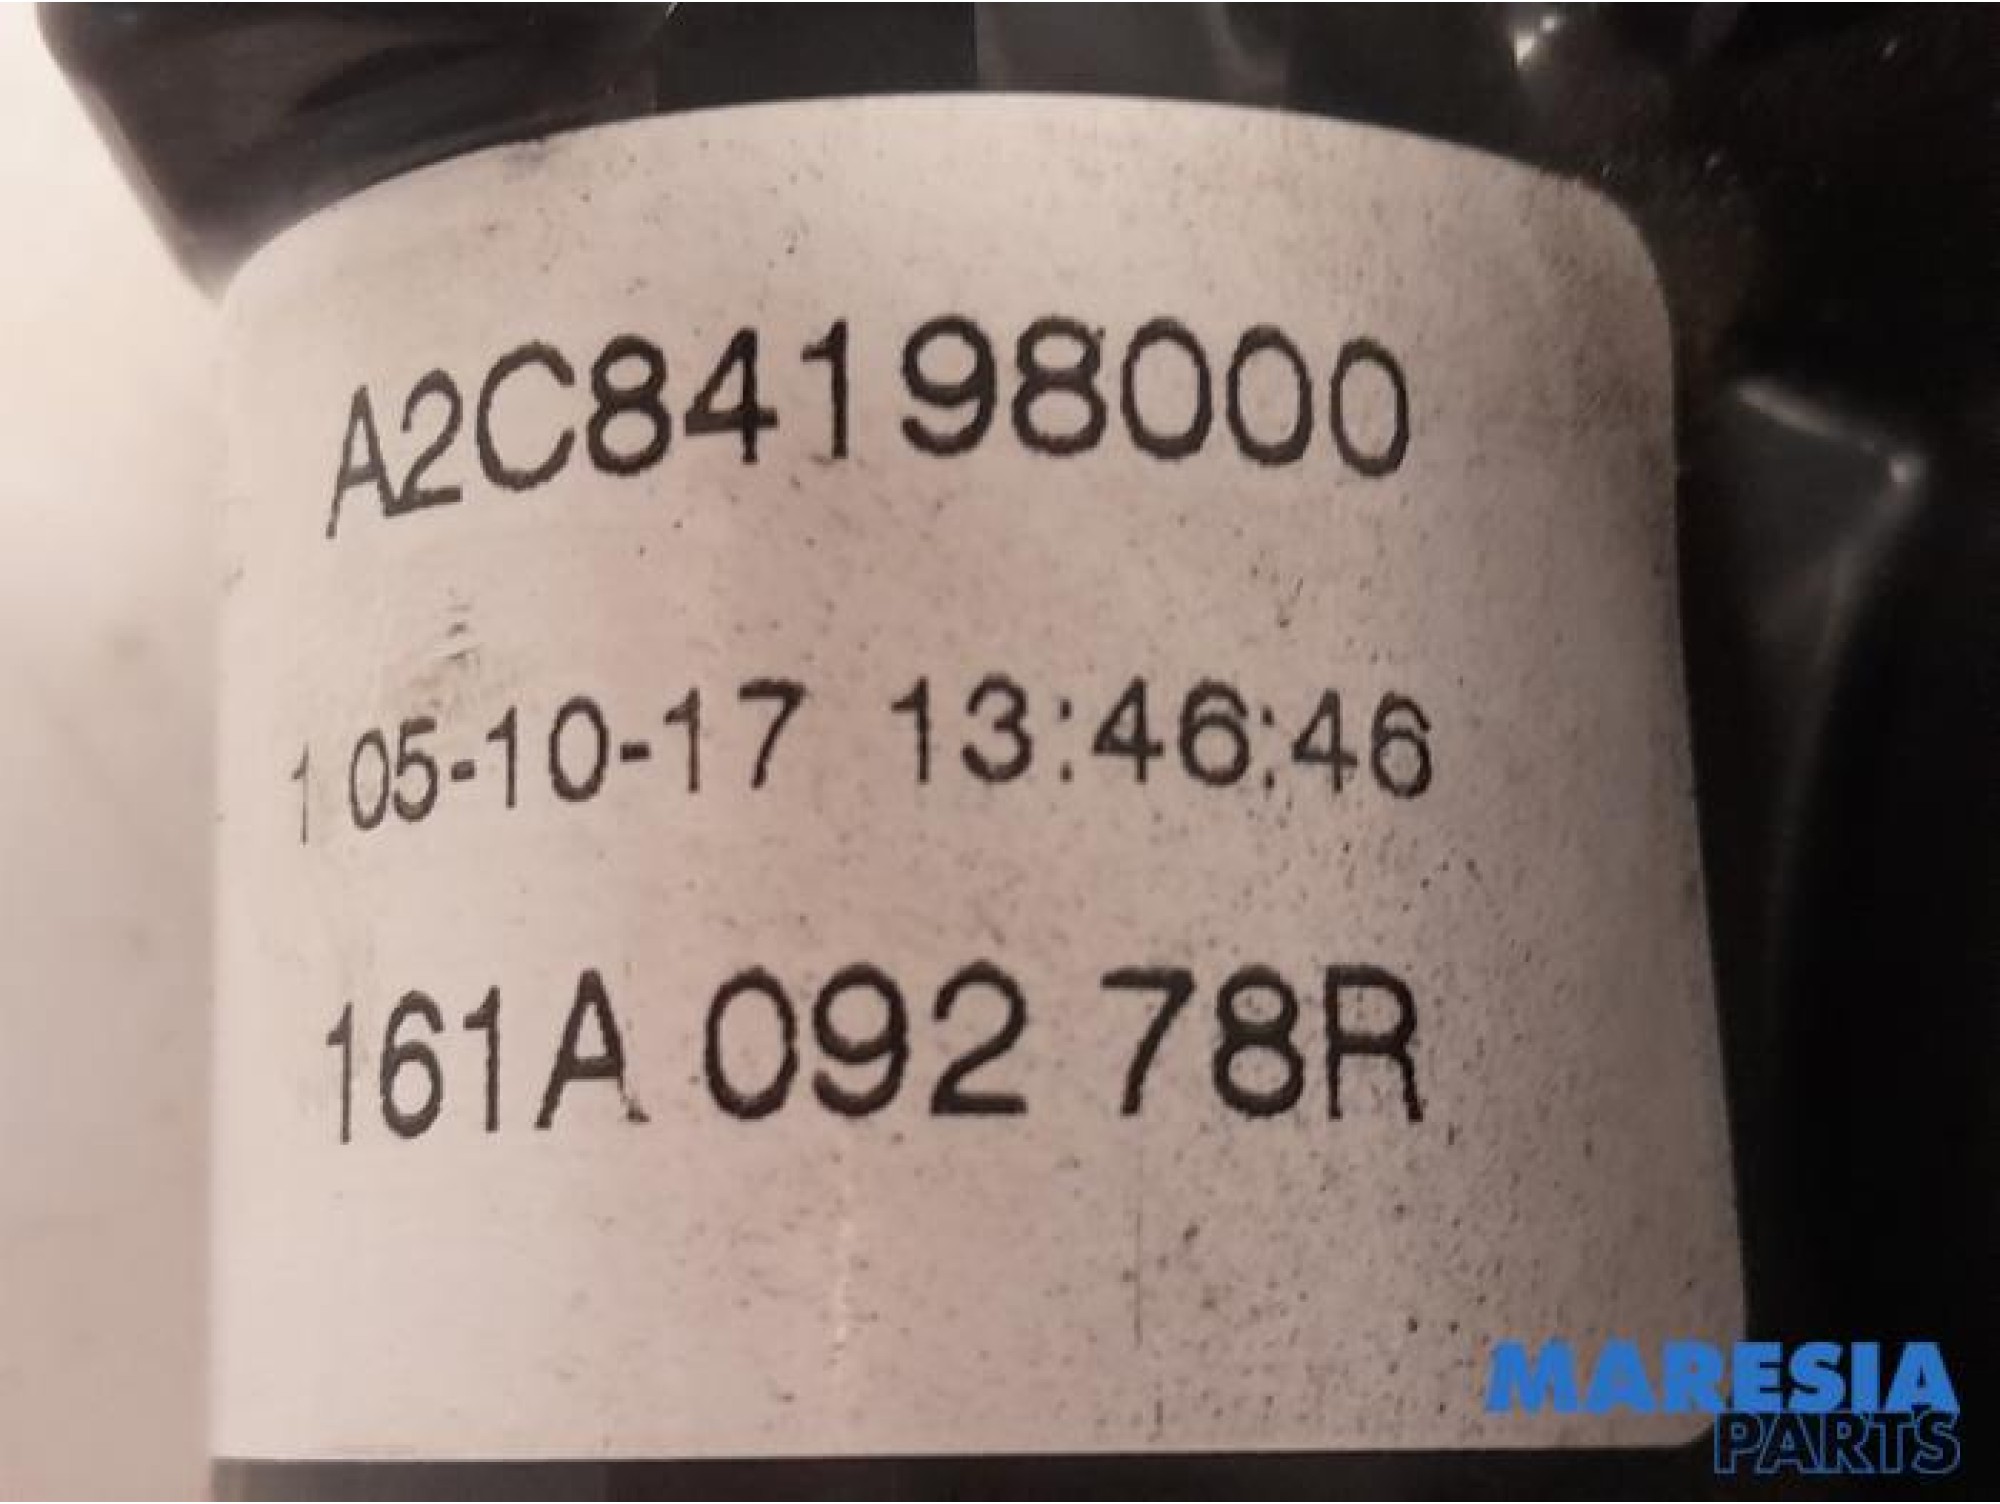 A2C84198000
1 05-10-17 13:46:46
161A 092 78R
MARESIA
PARTS